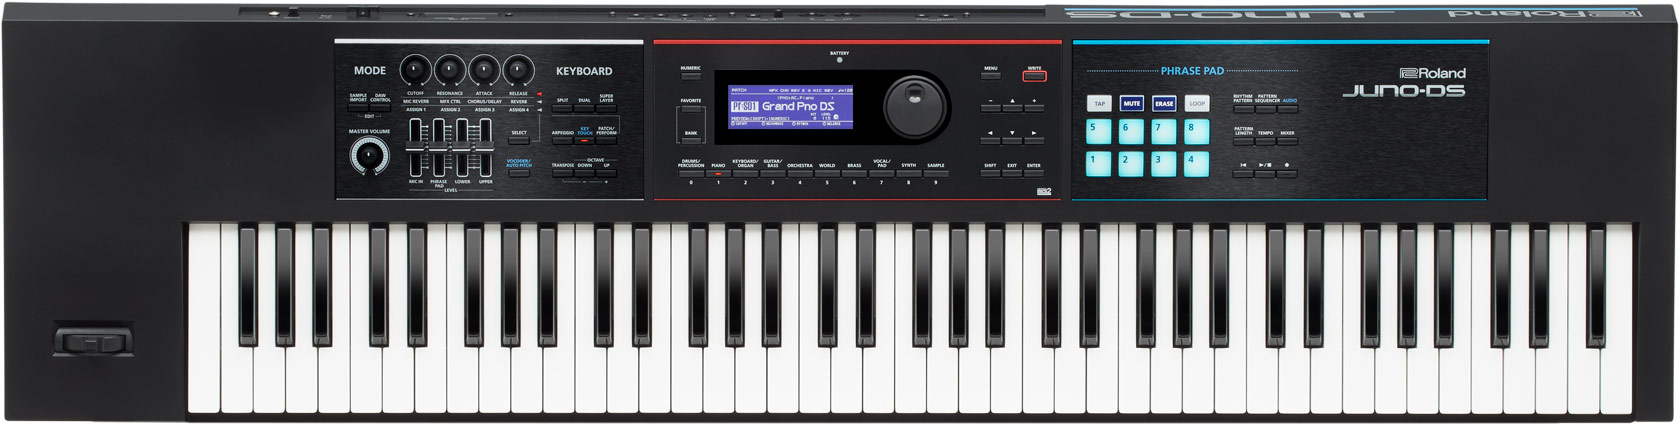 Roland
JUNO-DS
MODE
KEYBOARD
CUTOFF RESONANCE ATTACK RELEASE
MIC REVERB MFX CTRL CHORUS/DELAY REVERB
ASSIGN 1 ASSIGN 2 ASSIGN 3 ASSIGN 4
SAMPLE IMPORT
DAW CONTROL
EDIT
MASTER VOLUME
SPLIT DUAL SUPER LAYER
SELECT
ARPEGGIO KEY TOUCH PATCH/PERFORM
VOCODER/AUTO-PITCH
OCTAVE
TRANSPOSE DOWN UP
- +
MIC IN PHRASE PAD LOWER UPPER
LEVEL
BATTERY
NUMERIC
FAVORITE
BANK
PATCH
Grand Pno DS
MENU
WRITE
- +
SHIFT EXIT ENTER
DRUMS/PERCUSSION PIANO KEYBOARD/ORGAN GUITAR/BASS ORCHESTRA WORLD BRASS VOCAL/PAD SYNTH SAMPLE
0 1 2 3 4 5 6 7 8 9
PHRASE PAD
TAP MUTE ERASE LOOP
5 6 7 8
1 2 3 4
RHYTHM PATTERN
PATTERN SEQUENCER
AUDIO
PATTERN LENGTH
TEMPO
MIXER
Roland
JUNO-DS